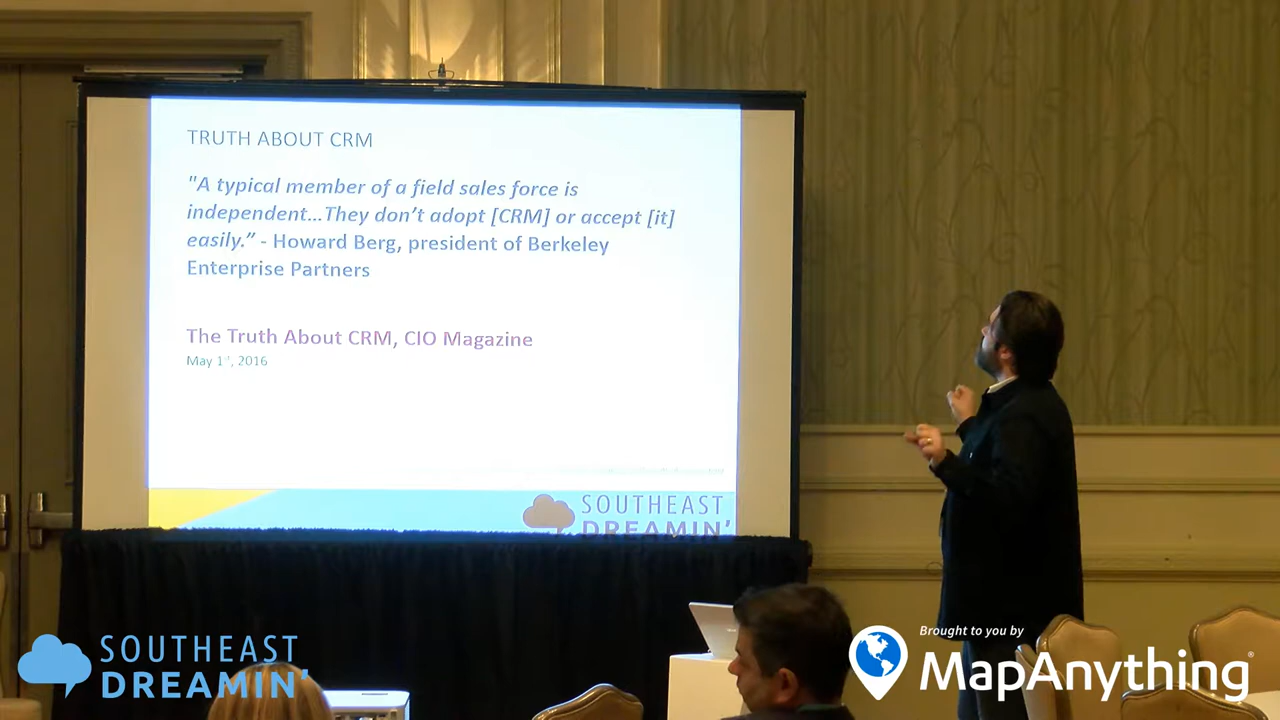 TRUTH ABOUT CRM
"A typical member of a field sales force is
independent...They don't adopt [CRM] or accept [it]
easily." - Howard Berg, president of Berkeley
Enterprise Partners
The Truth About CRM, CIO Magazine
May 1st, 2016
SOUTHEAST
DREAMIN'
SOUTHEAST
DREAMIN'
Brought to you by
MapAnything®